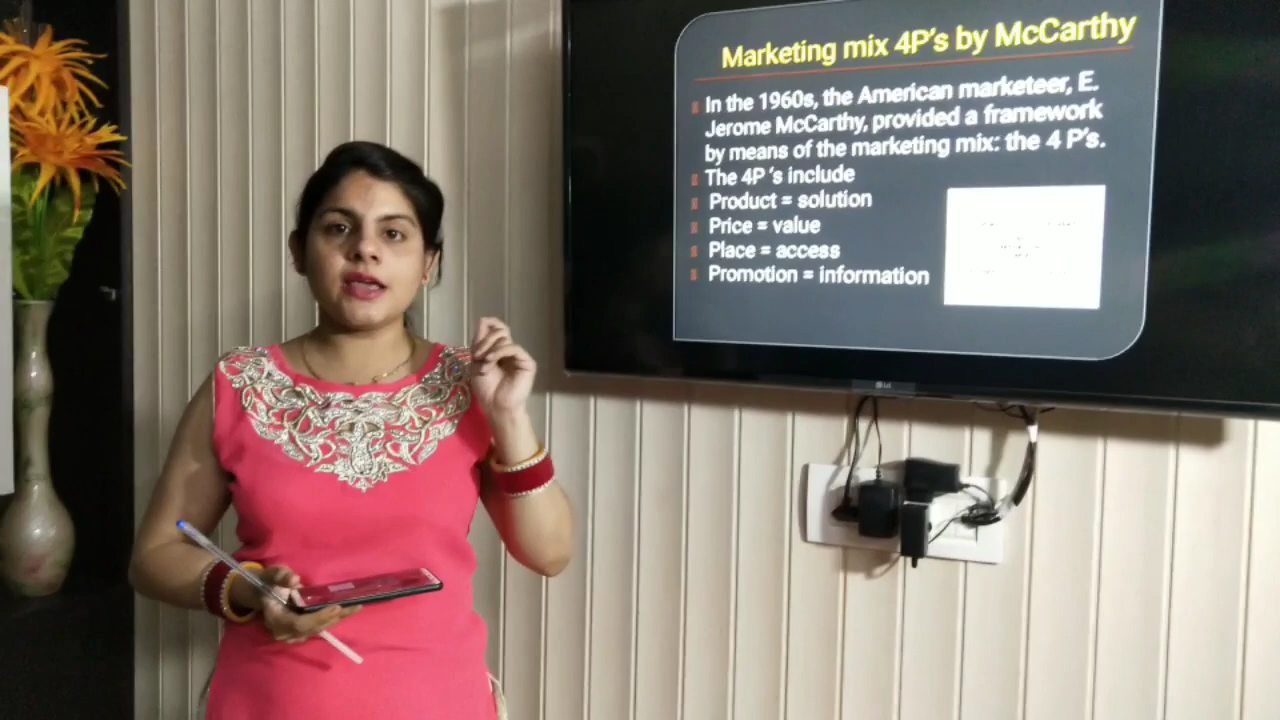 Marketing mix 4P's by McCarthy
In the 1960s, the American marketeer, E.
Jerome McCarthy, provided a framework
by means of the marketing mix: the 4 P's.
The 4P 's include
Product = solution
Price = value
Place = access
Promotion = information
LG